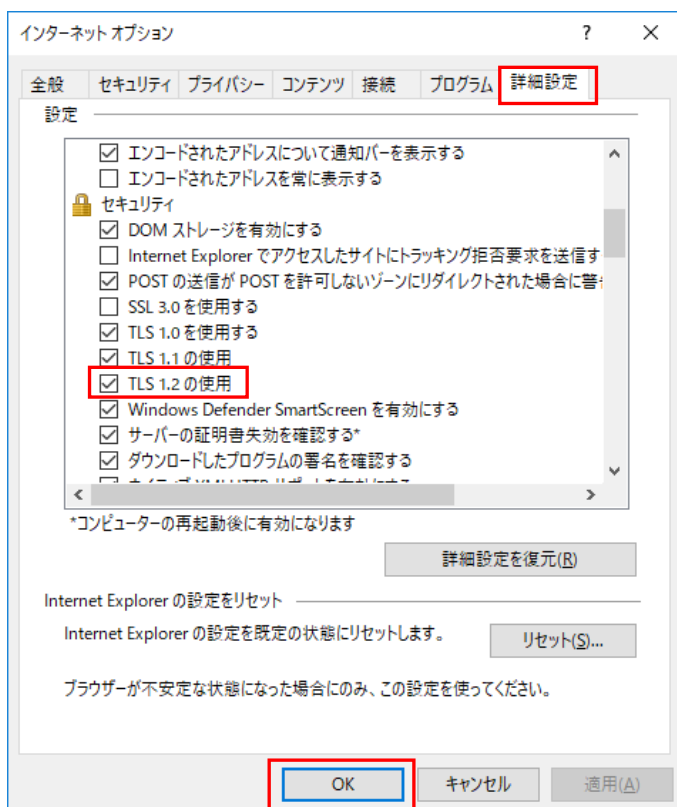 インターネット オプション ? ×
全般 セキュリティ プライバシー コンテンツ 接続 プログラム 詳細設定
設定
エンコードされたアドレスについて通知バーを表示する
エンコードされたアドレスを常に表示する
セキュリティ
DOM ストレージを有効にする
Internet Explorer でアクセスしたサイトにトラッキング拒否要求を送信す
POST の送信が POST を許可しないゾーンにリダイレクトされた場合に警告
SSL 3.0 を使用する
TLS 1.0 を使用する
TLS 1.1 の使用
TLS 1.2 の使用
Windows Defender SmartScreen を有効にする
サーバーの証明書失効を確認する*
ダウンロードしたプログラムの署名を確認する
*コンピューターの再起動後に有効になります
詳細設定を復元(R)
Internet Explorer の設定をリセット
Internet Explorer の設定を既定の状態にリセットします。
リセット(S)...
ブラウザーが不安定な状態になった場合にのみ、この設定を使ってください。
OK キャンセル 適用(A)